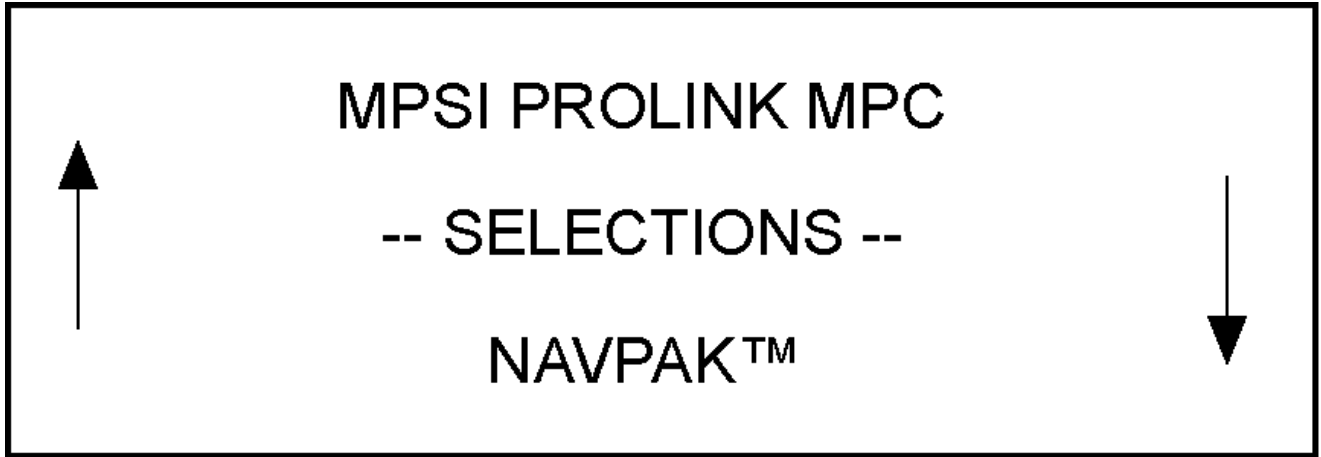 MPSI PROLINK MPC
-- SELECTIONS --
NAVPAK™